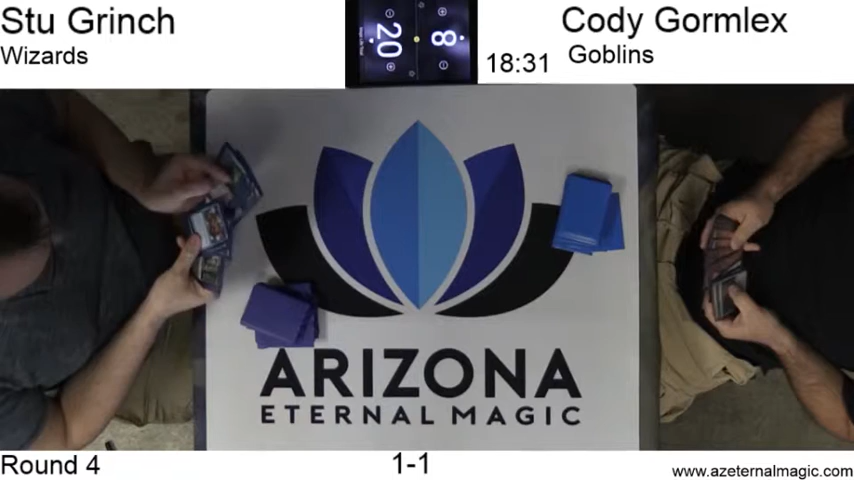 Stu Grinch
Wizards
20
8
18:31
Cody Gormlex
Goblins
ARIZONA
ETERNAL MAGIC
Round 4
1-1
www.azeternalmagic.com